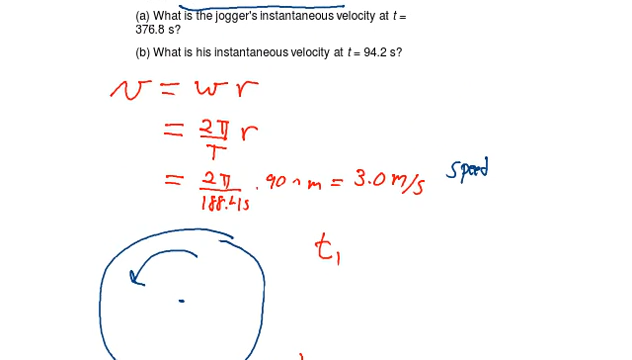 (a) What is the jogger's instantaneous velocity at t =
376.8 s?
(b) What is his instantaneous velocity at t = 94.2 s?
v = wr
= 2π/T r
= 2π/188.4s . 90 m = 3.0 m/s speed
t₁